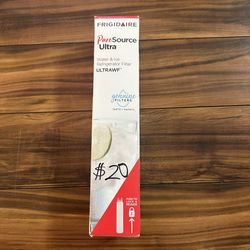 FRIGIDAIRE
PureSource
Ultra
Water & Ice
Refrigerator Filter
ULTRAWF
genuine
FILTERS
$20